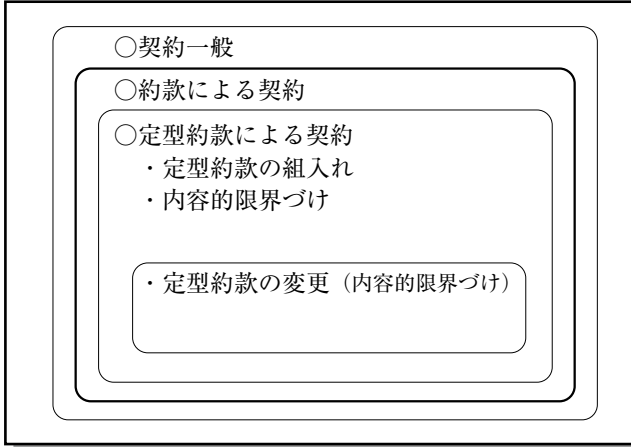 ○契約一般
○約款による契約
○定型約款による契約
・定型約款の組入れ
・内容的限界づけ
・定型約款の変更（内容的限界づけ）